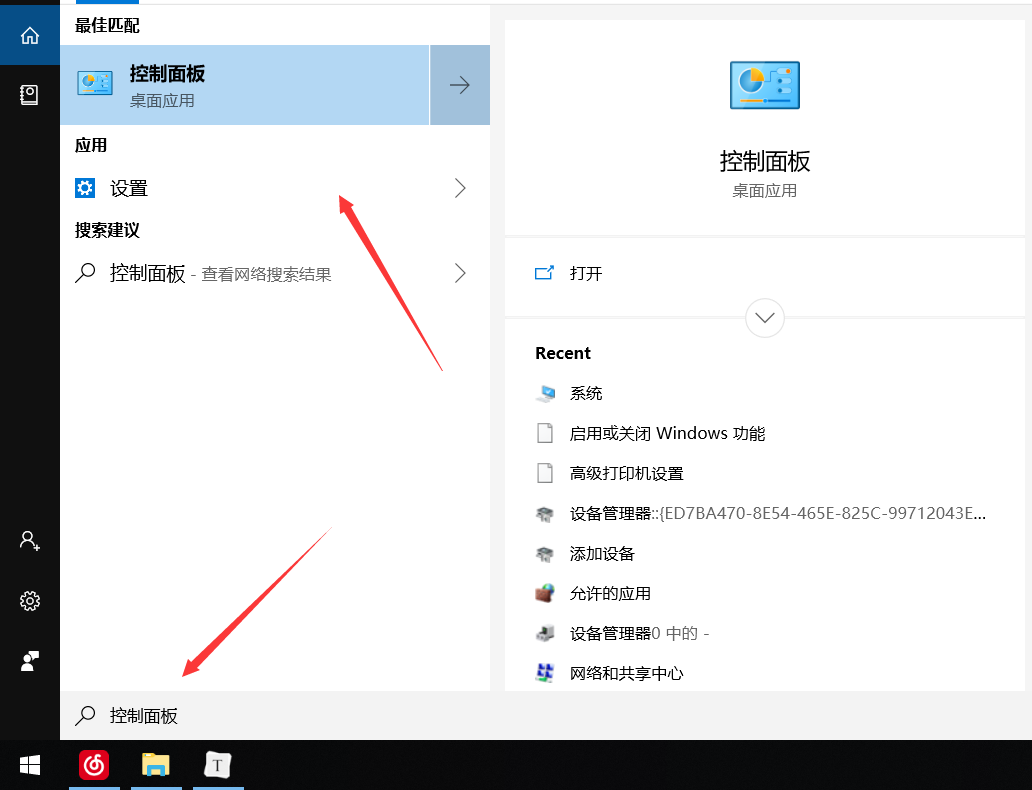 最佳匹配
控制面板
桌面应用
应用
设置
搜索建议
控制面板 - 查看网络搜索结果
控制面板
桌面应用
打开
Recent
系统
启用或关闭 Windows 功能
高级打印机设置
设备管理器::{ED7BA470-8E54-465E-825C-99712043E...
添加设备
允许的应用
设备管理器0 中的 -
网络和共享中心
控制面板
T